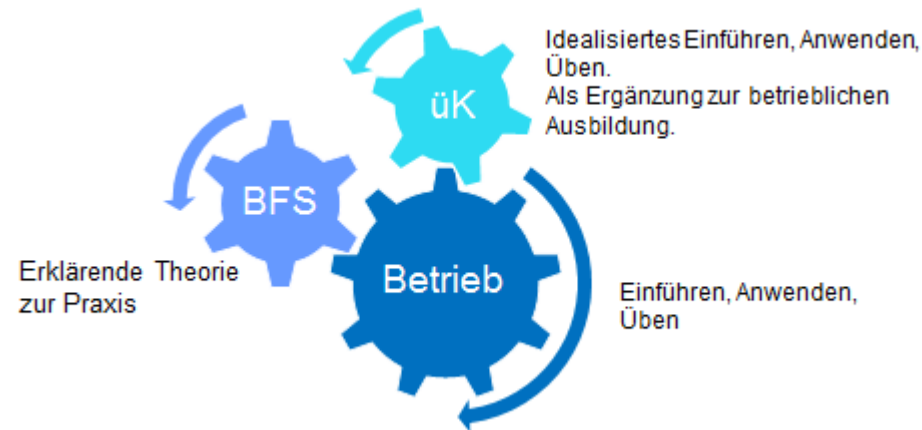 Idealisiertes Einführen, Anwenden,
Üben.
Als Ergänzung zur betrieblichen
Ausbildung.
üK
BFS
Betrieb
Erklärende Theorie
zur Praxis
Einführen, Anwenden,
Üben